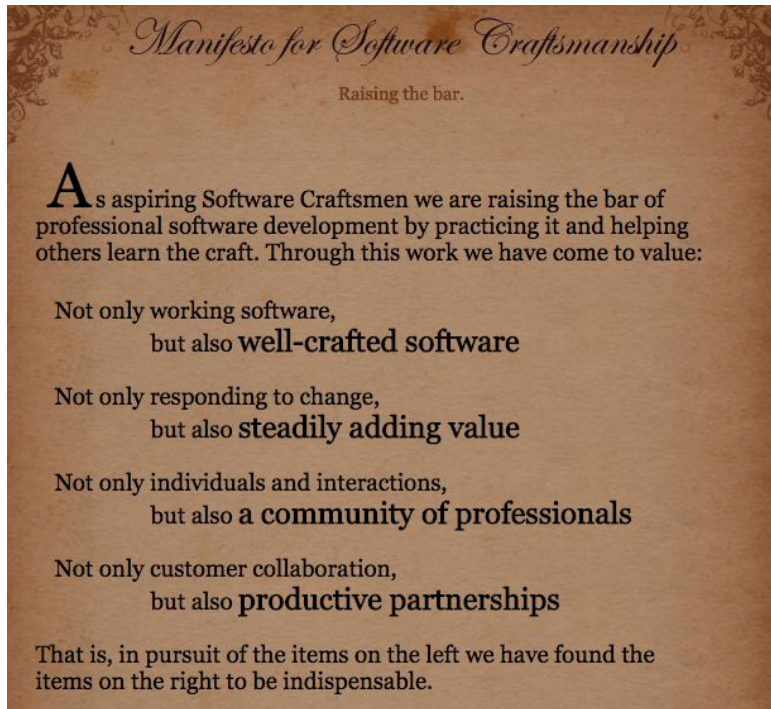 Manifesto for Software Craftsmanship
Raising the bar.
As aspiring Software Craftsmen we are raising the bar of
professional software development by practicing it and helping
others learn the craft. Through this work we have come to value:
Not only working software,
but also well-crafted software
Not only responding to change,
but also steadily adding value
Not only individuals and interactions,
but also a community of professionals
Not only customer collaboration,
but also productive partnerships
That is, in pursuit of the items on the left we have found the
items on the right to be indispensable.